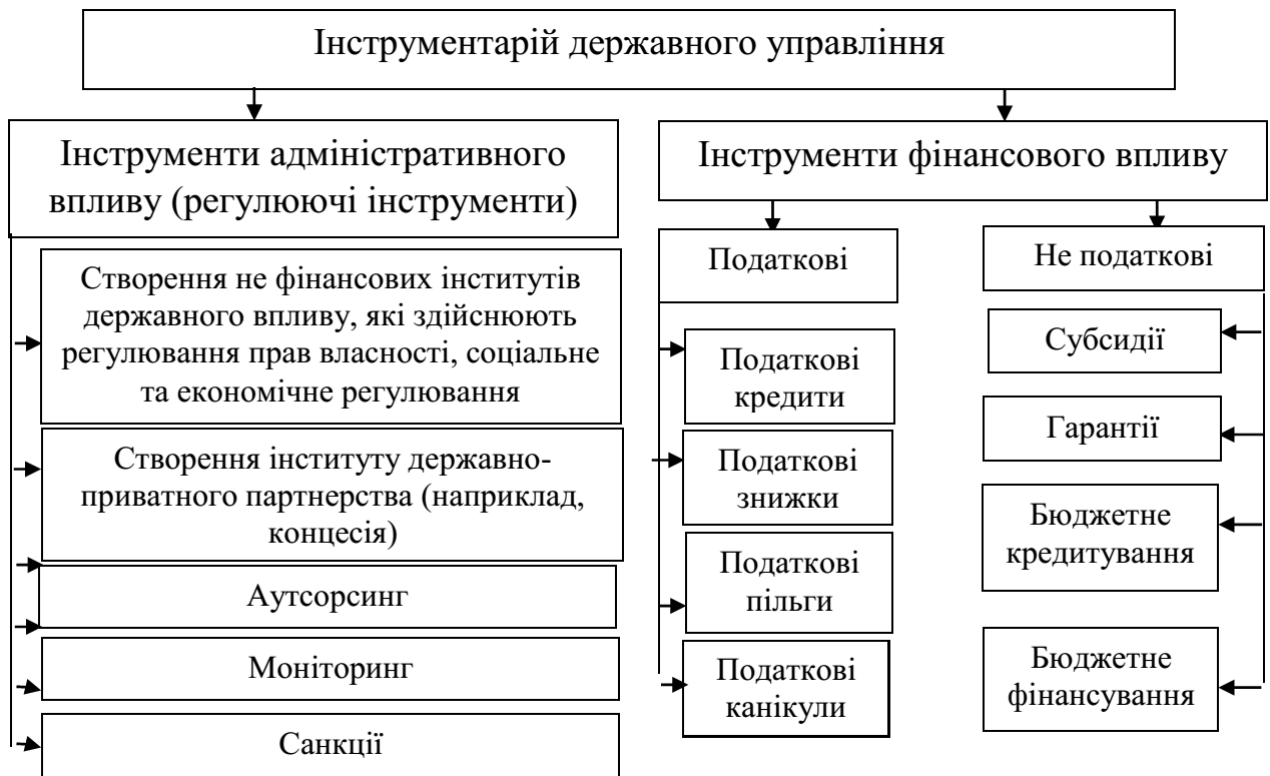 Інструментарій державного управління
Інструменти адміністративного
впливу (регулюючі інструменти)
Створення не фінансових інститутів
державного впливу, які здійснюють
регулювання прав власності, соціальне
та економічне регулювання
Створення інституту державно-
приватного партнерства (наприклад,
концесія)
Аутсорсинг
Моніторинг
Санкції
Інструменти фінансового впливу
Податкові
Податкові
кредити
Податкові
знижки
Податкові
пільги
Податкові
канікули
Не податкові
Субсидії
Гарантії
Бюджетне
кредитування
Бюджетне
фінансування